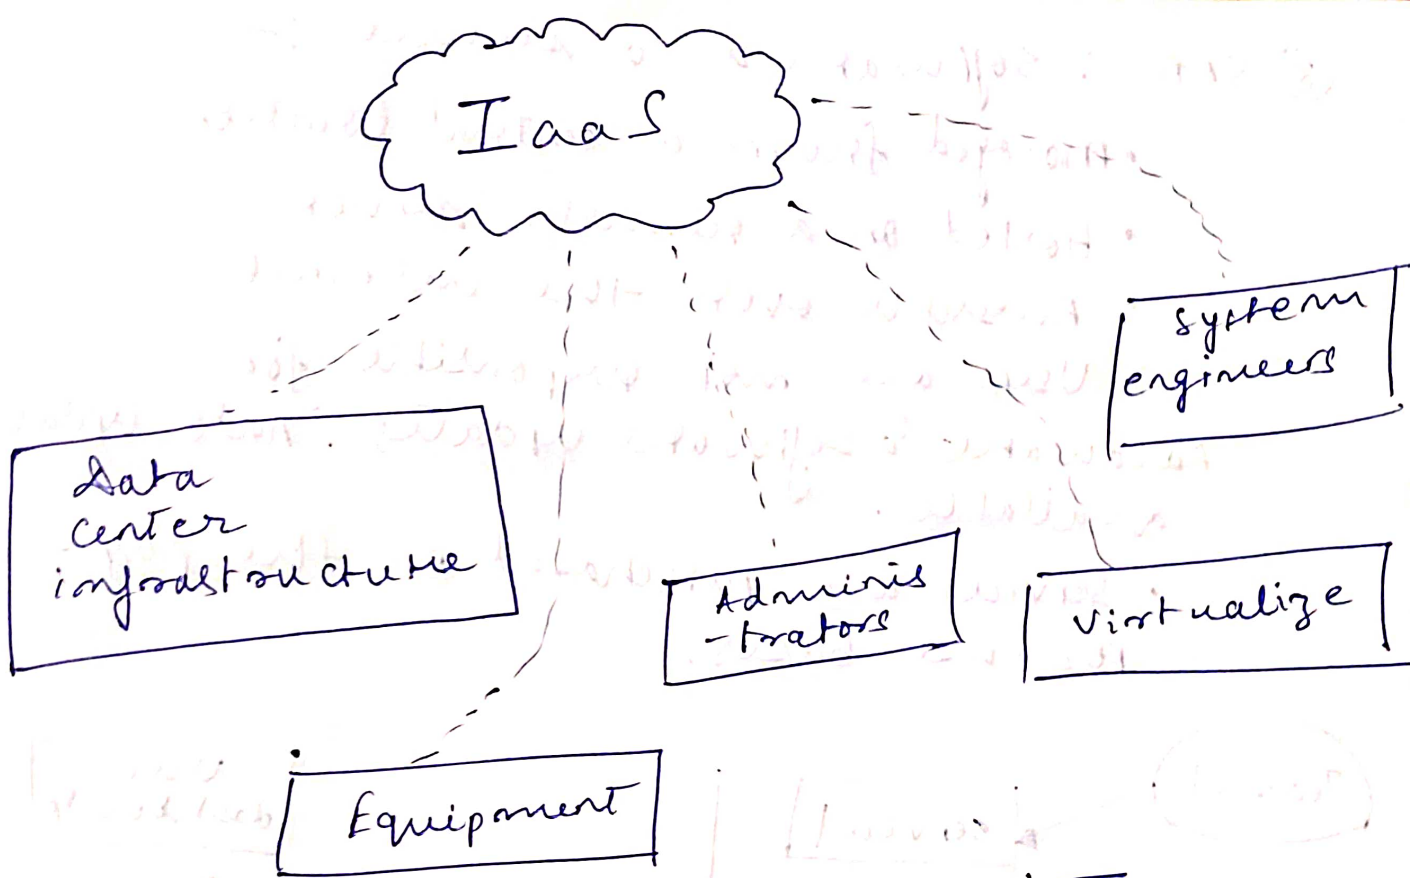 IaaS
System
engineers
Data
center
infrastructure
Adminis
-trators
Virtualize
Equipment